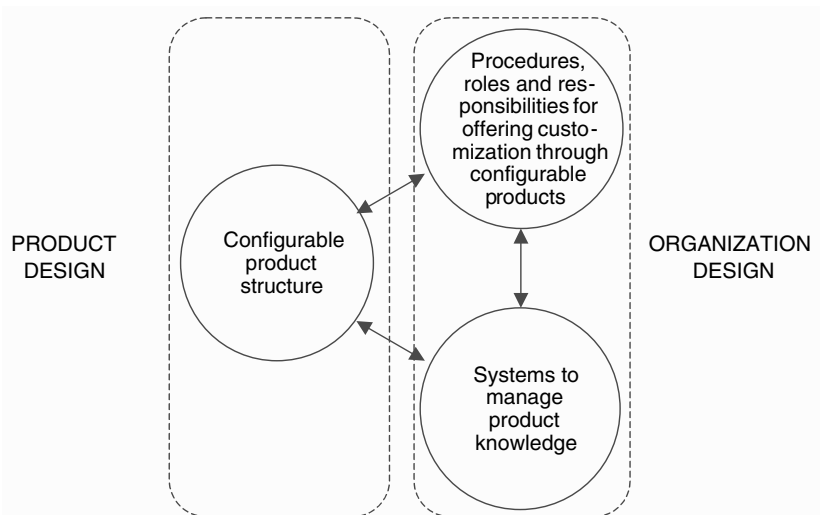 PRODUCT
DESIGN
Configurable
product
structure
Procedures,
roles and res-
ponsibilities for
offering custo-
mization through
configurable
products
Systems to
manage
product
knowledge
ORGANIZATION
DESIGN